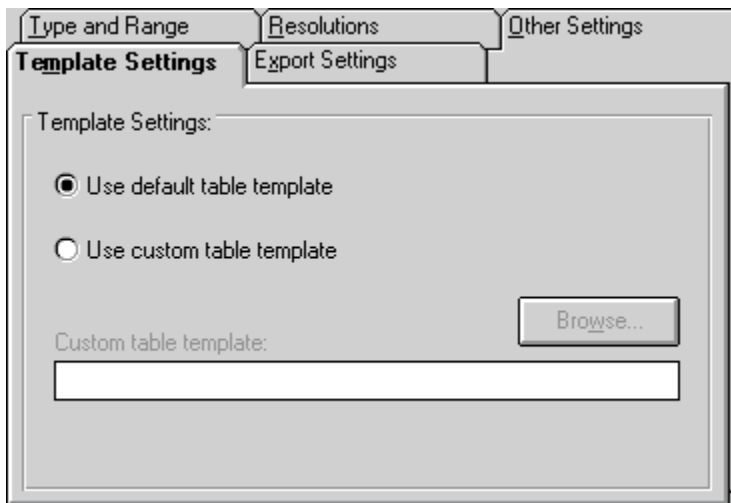 Type and Range Resolutions Other Settings
Template Settings Export Settings
Template Settings:
Use default table template
Use custom table template
Browse...
Custom table template: